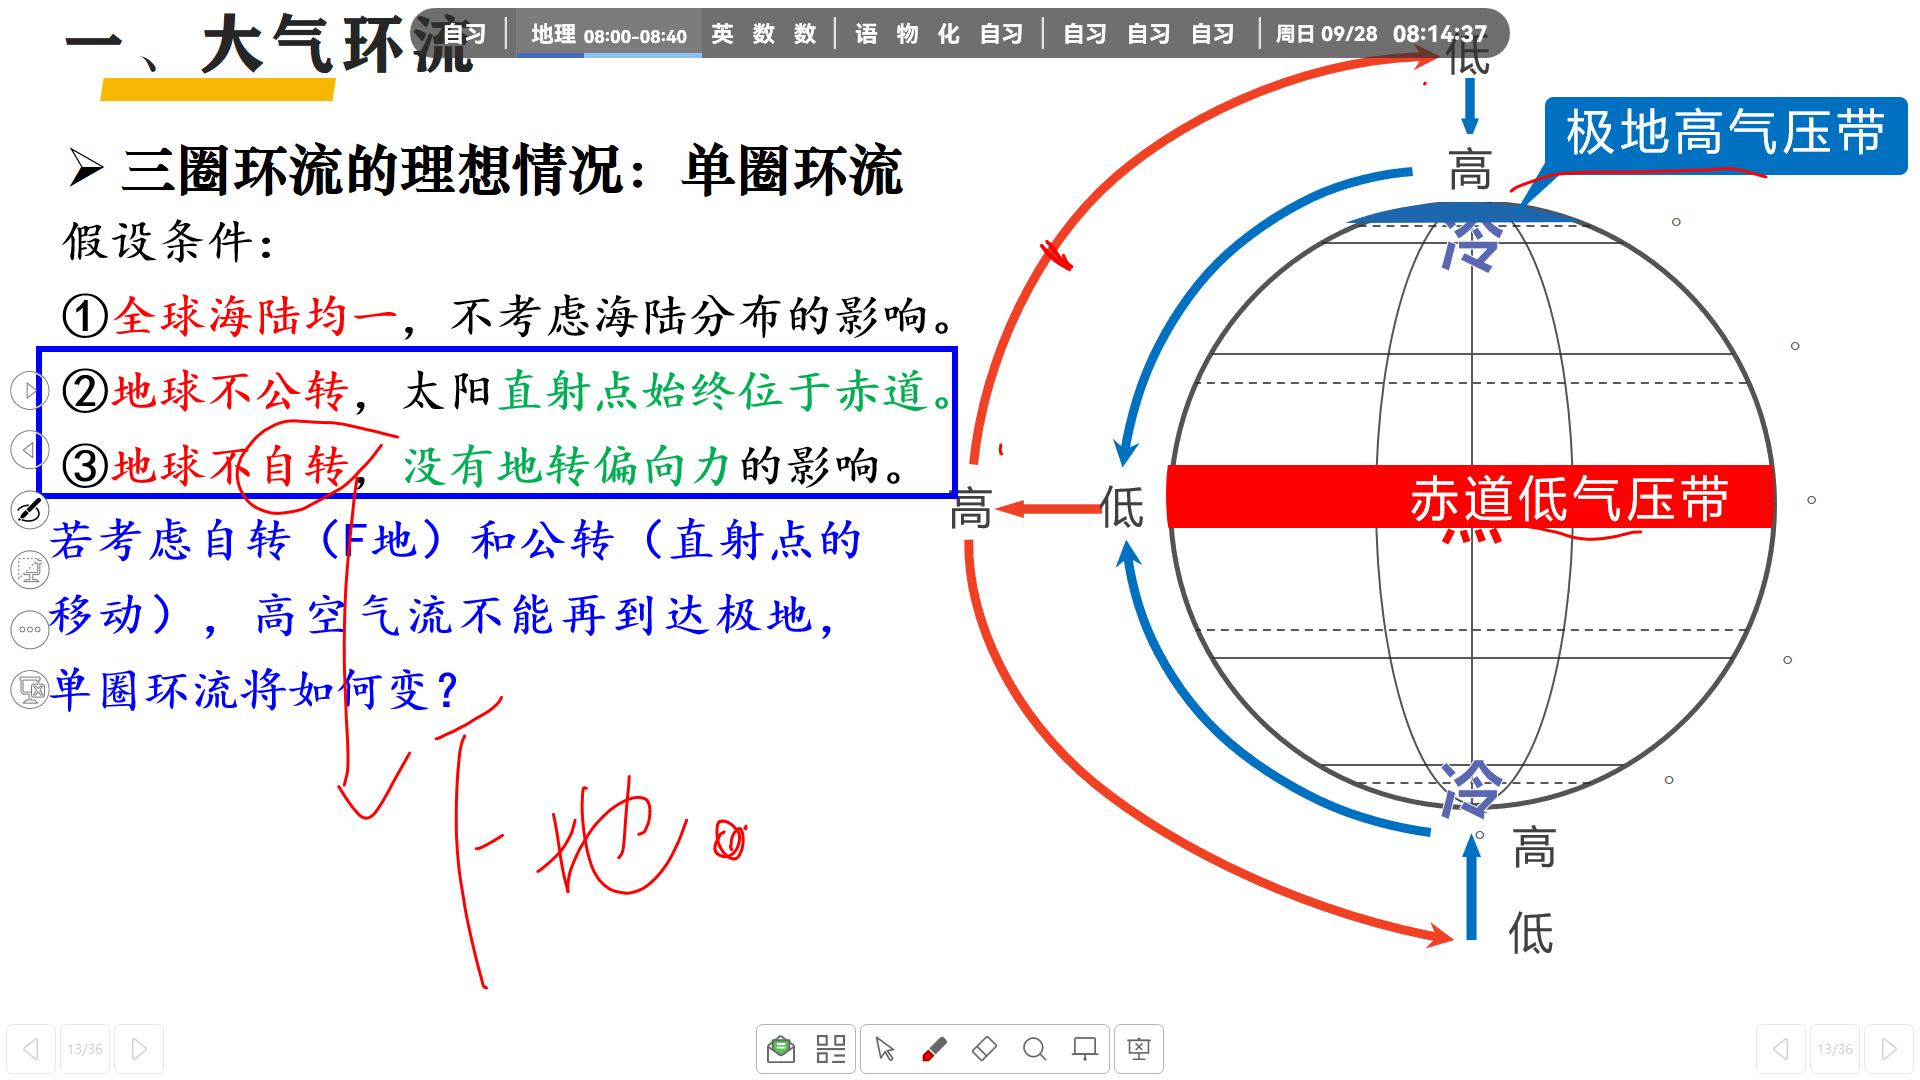 一、大气环流
自习 | 地理 08:00-08:40 英 数 数 | 语 物 化 自习 | 自习 自习 自习 | 周日 09/28 08:14:37
三圈环流的理想情况：单圈环流
假设条件：
①全球海陆均一，不考虑海陆分布的影响。
②地球不公转，太阳直射点始终位于赤道。
③地球不自转，没有地转偏向力的影响。
若考虑自转（F地）和公转（直射点的
移动），高空气流不能再到达极地，
单圈环流将如何变？
F地
低
高
极地高气压带
冷
高
低
赤道低气压带
热
冷
高
低
13/36
13/36